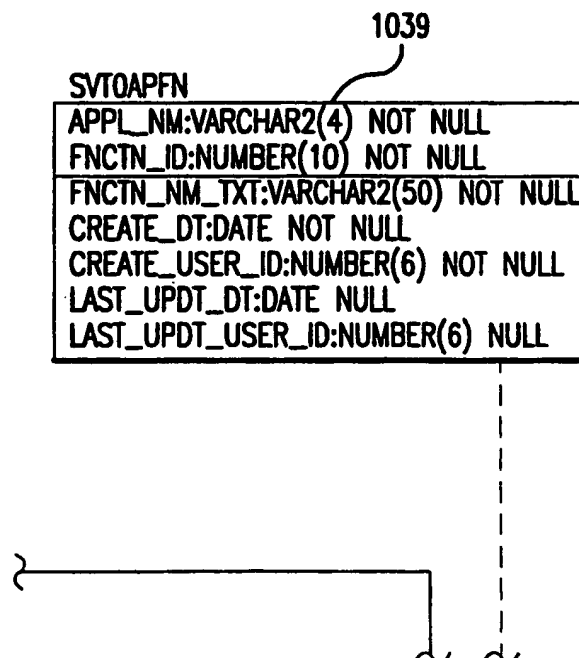 1039
SVTOAPFN
APPL_NM:VARCHAR2(4) NOT NULL
FNCTN_ID:NUMBER(10) NOT NULL
FNCTN_NM_TXT:VARCHAR2(50) NOT NULL
CREATE_DT:DATE NOT NULL
CREATE_USER_ID:NUMBER(6) NOT NULL
LAST_UPDT_DT:DATE NULL
LAST_UPDT_USER_ID:NUMBER(6) NULL